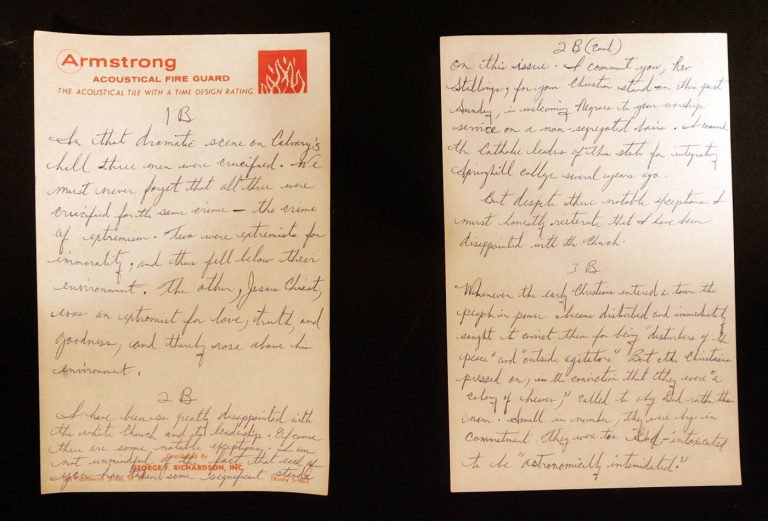 Armstrong
ACOUSTICAL FIRE GUARD
THE ACOUSTICAL TILE WITH A TIME DESIGN RATING
1 B
In that dramatic scene on Calvary's
hill three men were crucified. We
must never forget that all three were
crucified for the same crime — the crime
of extremism. Two were extremists for
immorality, and thus fell below their
environment. The other, Jesus Christ,
was an extremist for love, truth, and
goodness, and thereby rose above his
environment.
2 B
I have been so greatly disappointed with
the white Church and its leadership. Of course
there are some notable exceptions. I am
not unmindful of the fact that each of
you has taken some significant stands
Distributed By
GEORGE F. RICHARDSON, INC.
2 B (cont)
on this issue. I comment you, Rev
Stallings, for your Christian stand on this past
Sunday, in welcoming Negroes to your worship
service on a non-segregated basis. I
the Catholic leaders of this state for integrating
Springhill college several years ago.
But despite these notable exceptions I
must honestly reiterate that I have been
disappointed with the Church.
3 B
Whenever the early Christians entered a town the
people in power became disturbed and immediately
sought to convict them for being "disturbers of the
peace" and "outside agitators" But the Christians
pressed on, in the conviction that they were "a
colony of heaven," called to obey God rather than
man. Small in number, they were big in
commitment. They were too God-intoxicated
to be "astronomically intimidated."